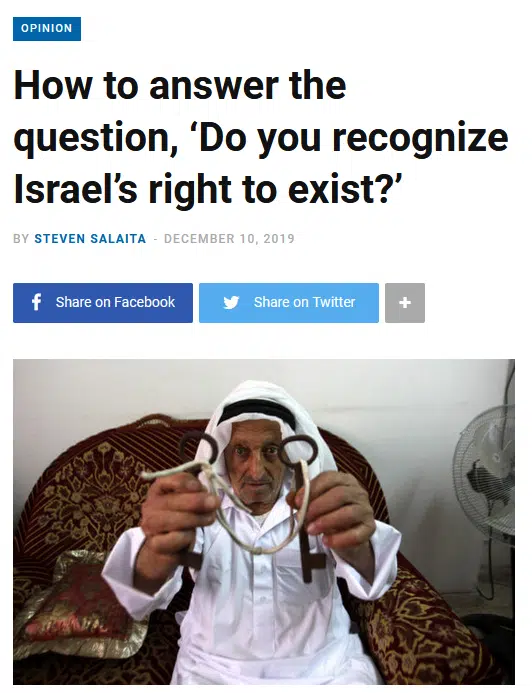 OPINION
How to answer the
question, ‘Do you recognize
Israel’s right to exist?’
BY STEVEN SALAITA - DECEMBER 10, 2019
Share on Facebook
Share on Twitter